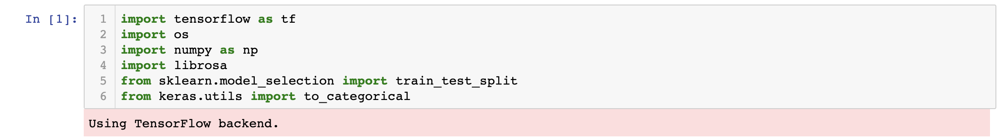 In [1]:
1 import tensorflow as tf
2 import os
3 import numpy as np
4 import librosa
5 from sklearn.model_selection import train_test_split
6 from keras.utils import to_categorical
Using TensorFlow backend.